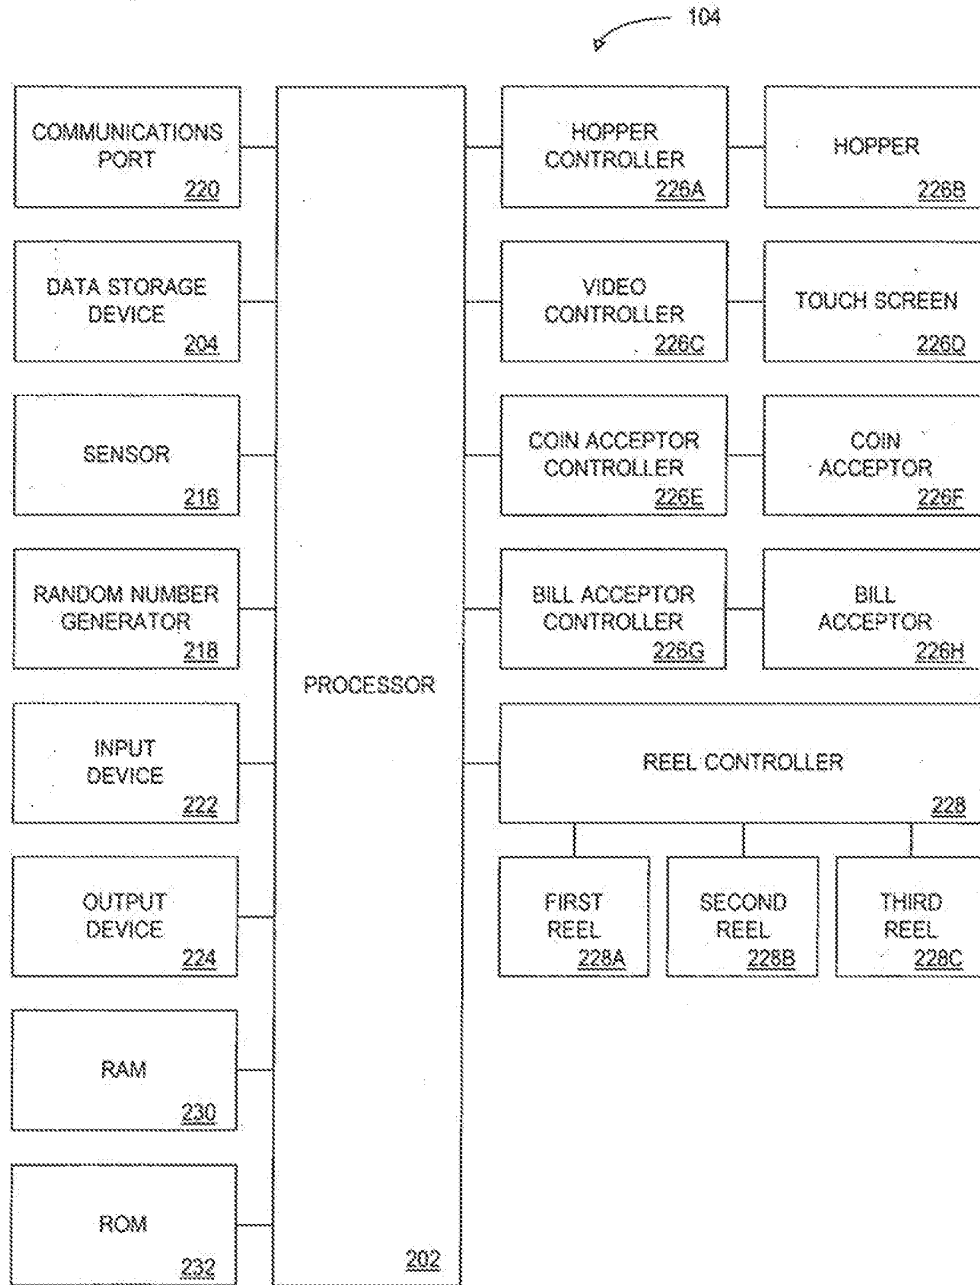 104
COMMUNICATIONS
PORT
220
DATA STORAGE
DEVICE
204
SENSOR
216
RANDOM NUMBER
GENERATOR
218
INPUT
DEVICE
222
OUTPUT
DEVICE
224
RAM
230
ROM
232
PROCESSOR
202
HOPPER
CONTROLLER
226A
HOPPER
226B
VIDEO
CONTROLLER
226C
TOUCH SCREEN
226D
COIN ACCEPTOR
CONTROLLER
226E
COIN
ACCEPTOR
226F
BILL ACCEPTOR
CONTROLLER
226G
BILL
ACCEPTOR
226H
REEL CONTROLLER
228
FIRST
REEL
228A
SECOND
REEL
228B
THIRD
REEL
228C